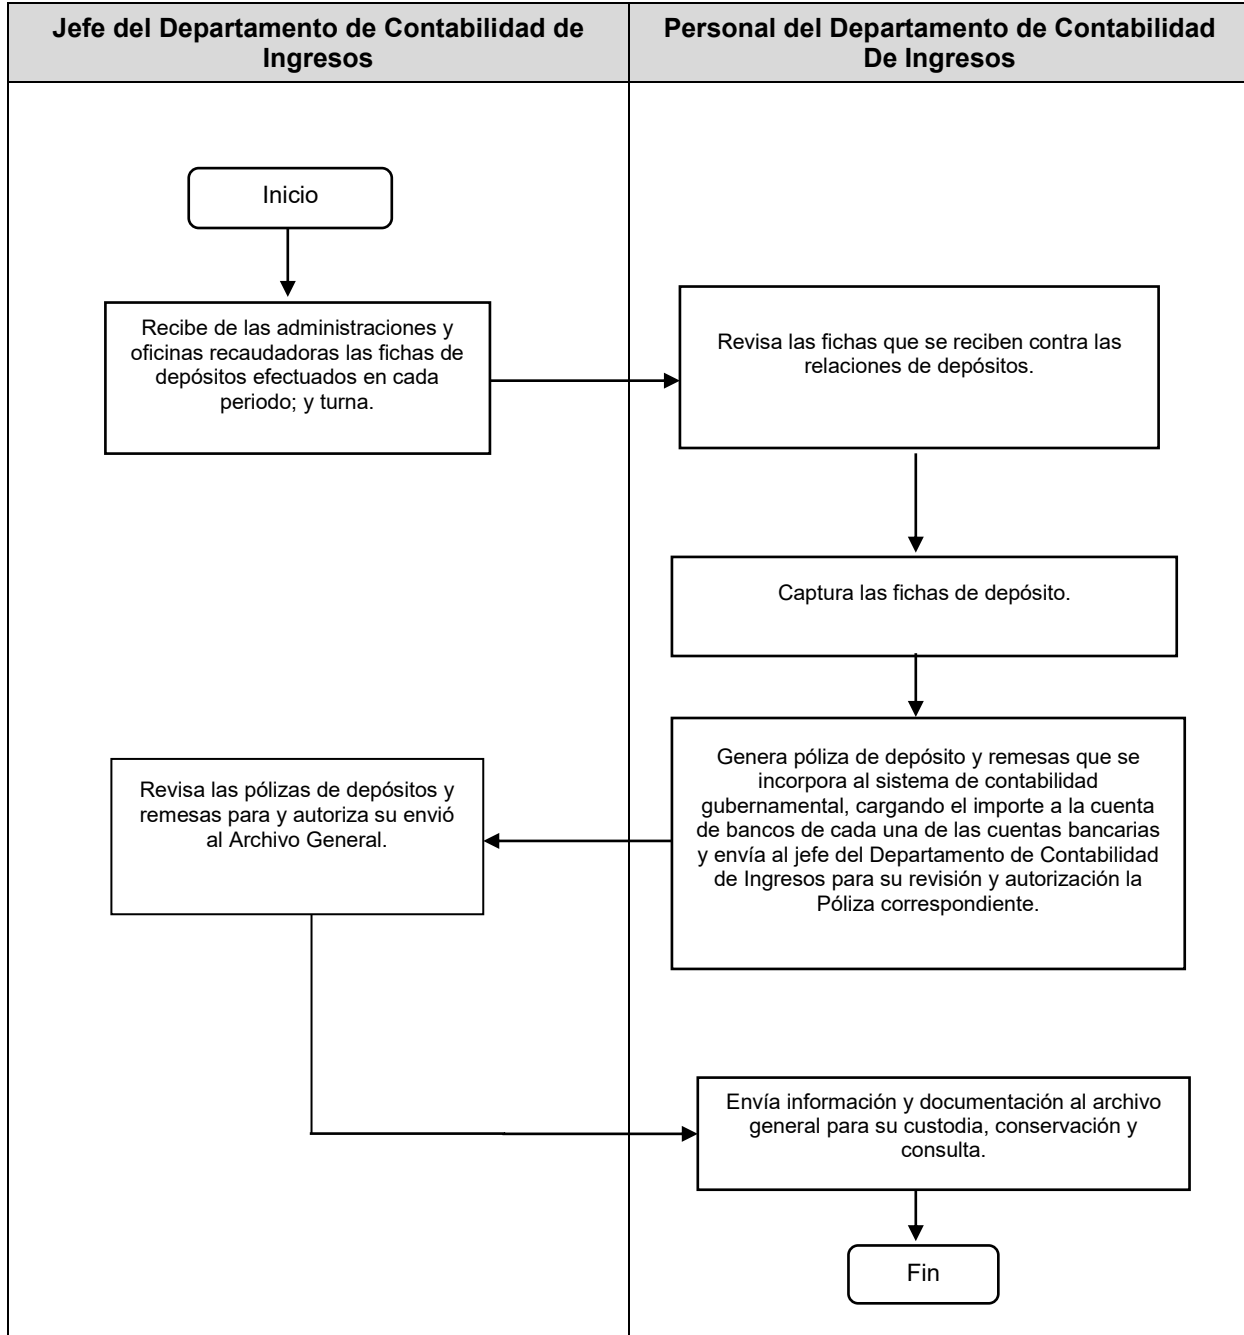 Jefe del Departamento de Contabilidad de
Ingresos
Personal del Departamento de Contabilidad
De Ingresos
Inicio
Recibe de las administraciones y
oficinas recaudadoras las fichas de
depósitos efectuados en cada
periodo; y turna.
Revisa las fichas que se reciben contra las
relaciones de depósitos.
Captura las fichas de depósito.
Genera póliza de depósito y remesas que se
incorpora al sistema de contabilidad
gubernamental, cargando el importe a la cuenta
de bancos de cada una de las cuentas bancarias
y envía al jefe del Departamento de Contabilidad
de Ingresos para su revisión y autorización la
Póliza correspondiente.
Revisa las pólizas de depósitos y
remesas para y autoriza su envió
al Archivo General.
Envía información y documentación al archivo
general para su custodia, conservación y
consulta.
Fin